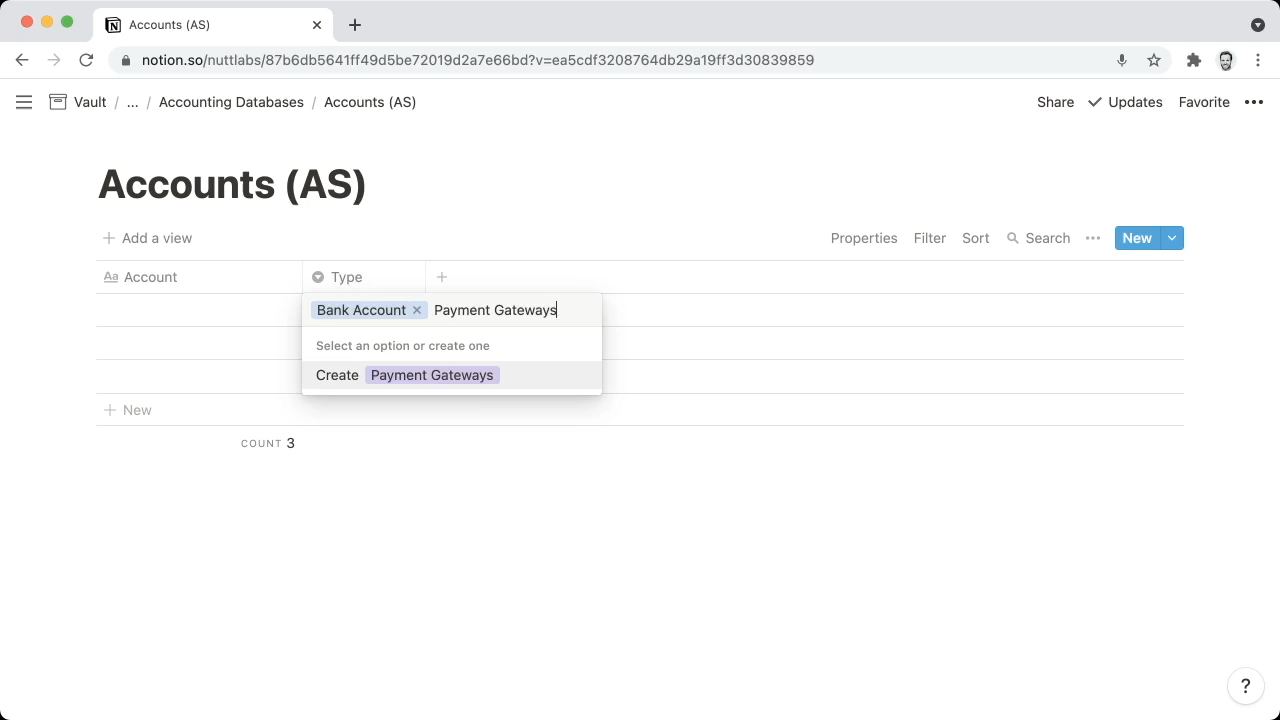 Accounts (AS)
notion.so/nuttlabs/87b6db5641ff49d5be72019d2a7e66bd?v=ea5cdf3208764db29a19ff3d30839859
Vault / ... / Accounting Databases / Accounts (AS)
Share Updates Favorite
Accounts (AS)
Add a view
Properties Filter Sort Search New
Aa Account Type
Bank Account Payment Gateways
Select an option or create one
Create Payment Gateways
New
COUNT 3
?